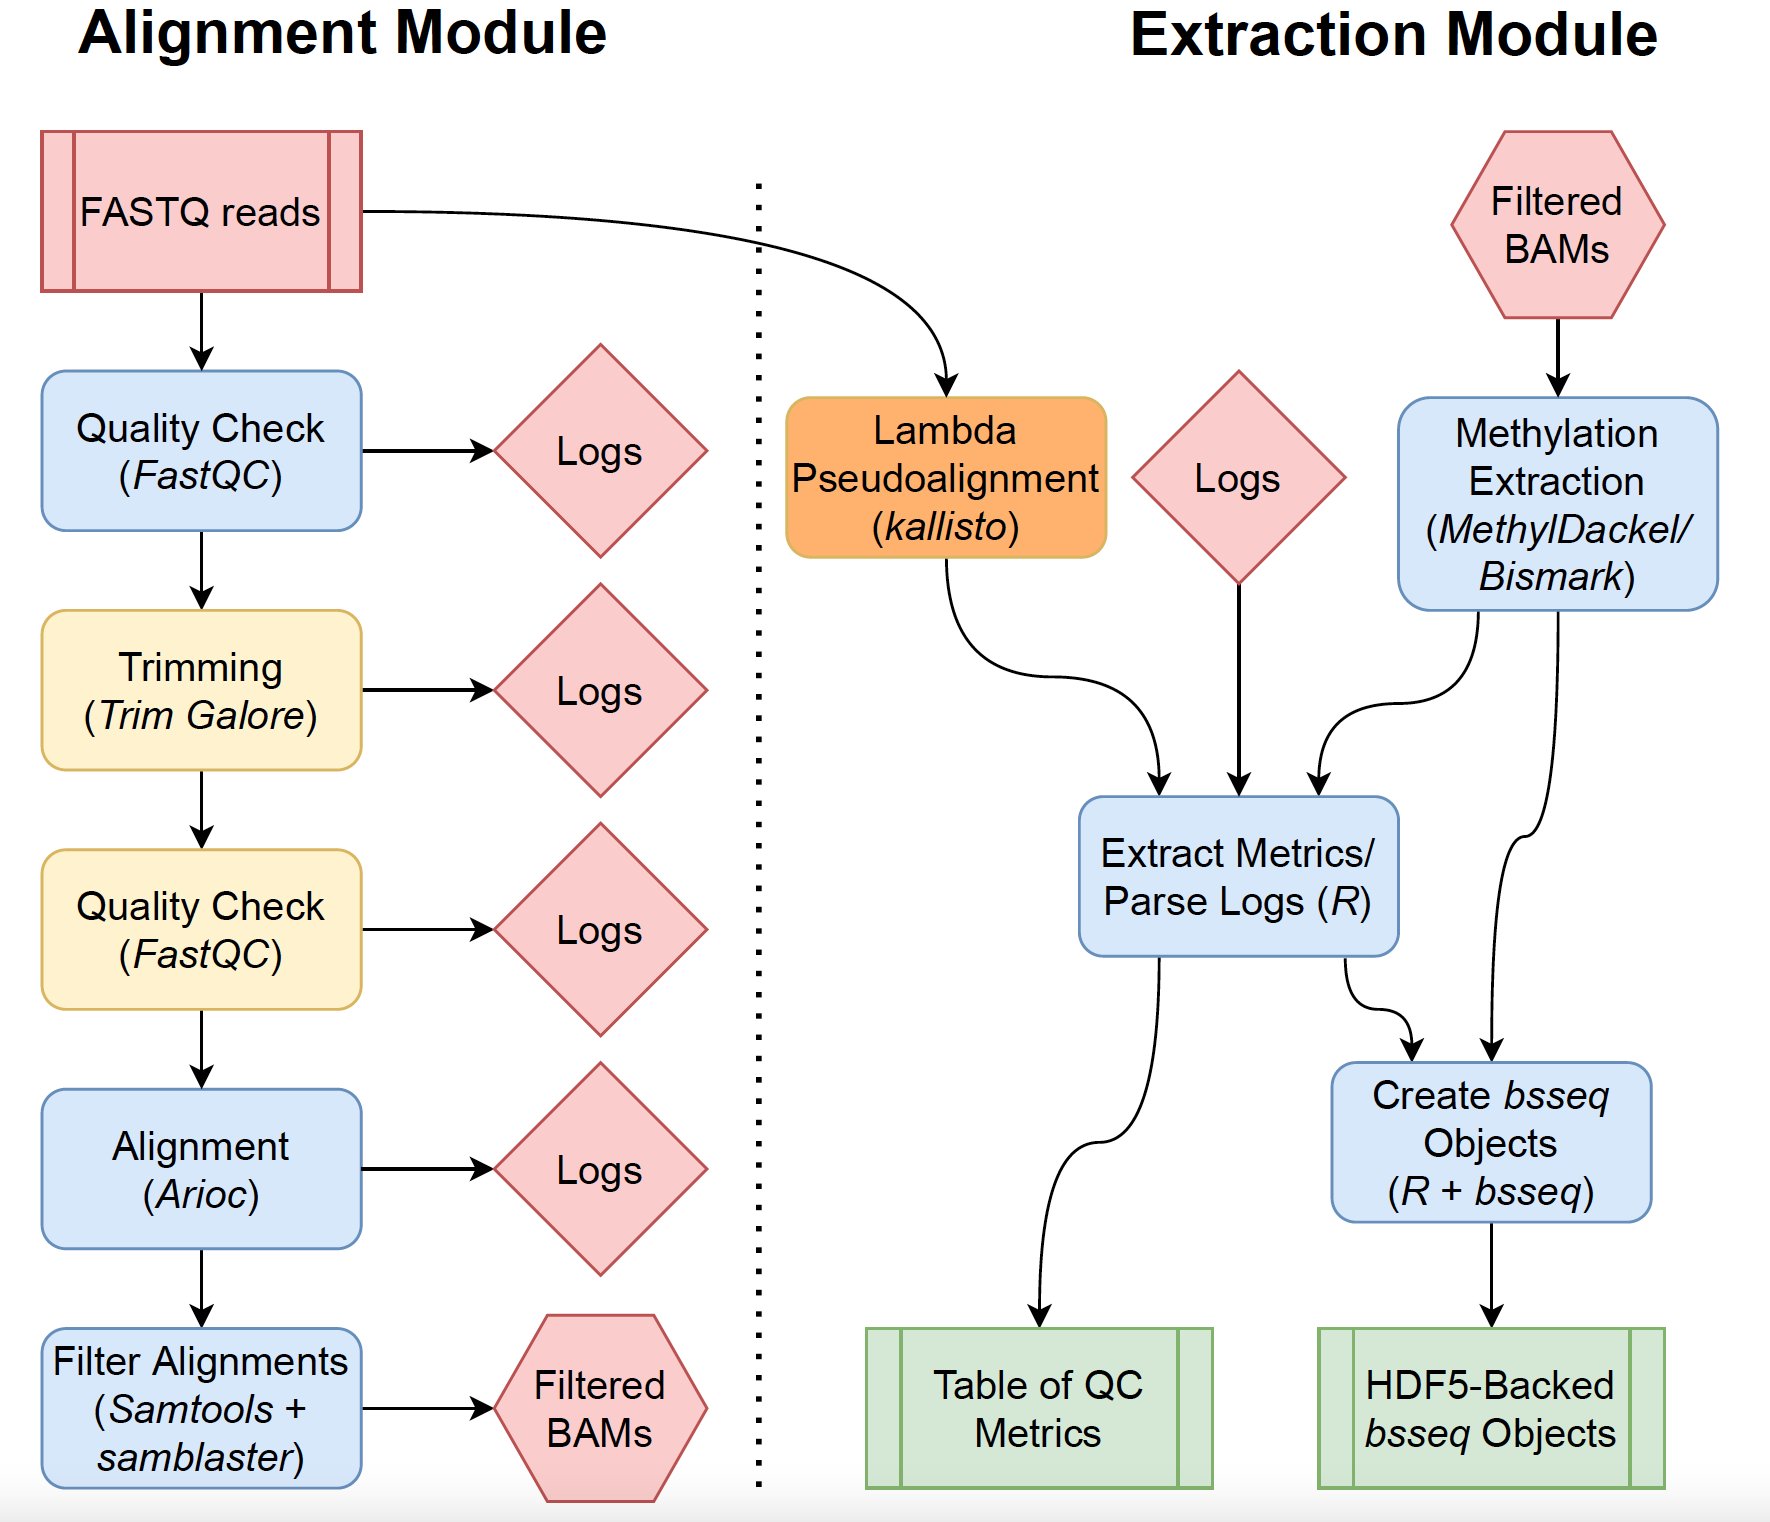 Alignment Module
Extraction Module
FASTQ reads
Quality Check
(FastQC)
Logs
Trimming
(Trim Galore)
Logs
Quality Check
(FastQC)
Logs
Alignment
(Arioc)
Logs
Filter Alignments
(Samtools +
samblaster)
Filtered
BAMs
Filtered
BAMs
Lambda
Pseudoalignment
(kallisto)
Logs
Methylation
Extraction
(MethylDackel/
Bismark)
Extract Metrics/
Parse Logs (R)
Create bsseq
Objects
(R + bsseq)
Table of QC
Metrics
HDF5-Backed
bsseq Objects